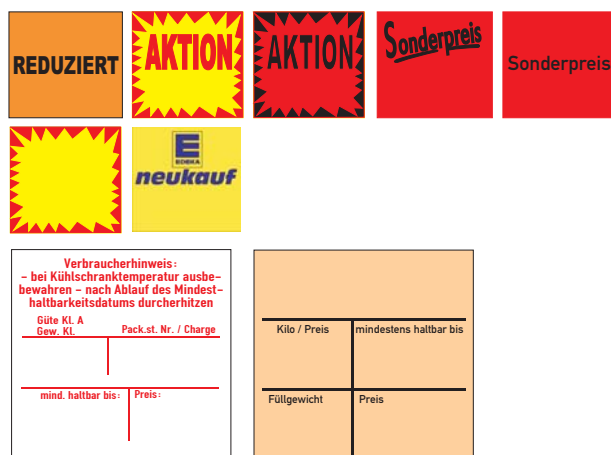 REDUZIERT
AKTION
AKTION
Sonderpreis
Sonderpreis
E
EDEKA
neukauf
Verbraucherhinweis:
– bei Kühlschranktemperatur ausbe-
bewahren – nach Ablauf des Mindest-
haltbarkeitsdatums durcherhitzen
Güte Kl. A
Gew. Kl.
Pack.st. Nr. / Charge
mind. haltbar bis:
Preis:
Kilo / Preis
mindestens haltbar bis
Füllgewicht
Preis